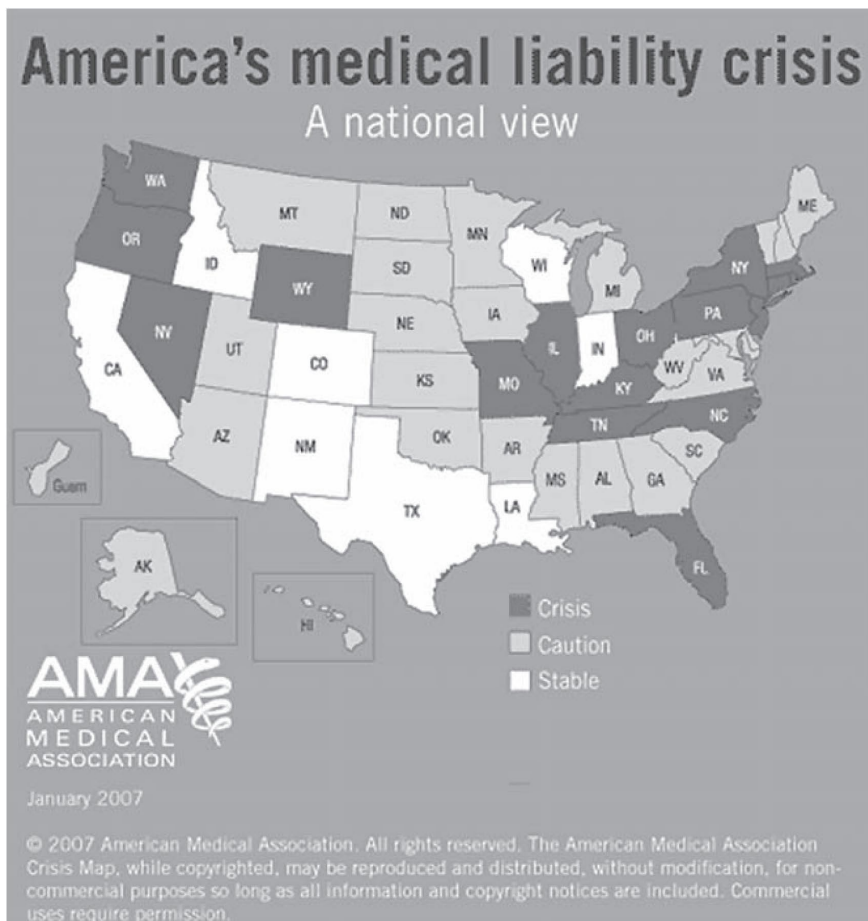 America's medical liability crisis
A national view
WA
MT
ND
MN
ME
OR
ID
SD
WI
NY
WY
MI
NV
NE
IA
PA
CA
UT
CO
KS
MO
IL
IN
OH
WV
VA
KY
AZ
NM
OK
AR
TN
NC
SC
TX
LA
MS
AL
GA
FL
Guam
AK
HI
Crisis
Caution
Stable
AMA
AMERICAN
MEDICAL
ASSOCIATION
January 2007
© 2007 American Medical Association. All rights reserved. The American Medical Association
Crisis Map, while copyrighted, may be reproduced and distributed, without modification, for non-
commercial purposes so long as all information and copyright notices are included. Commercial
uses require permission.